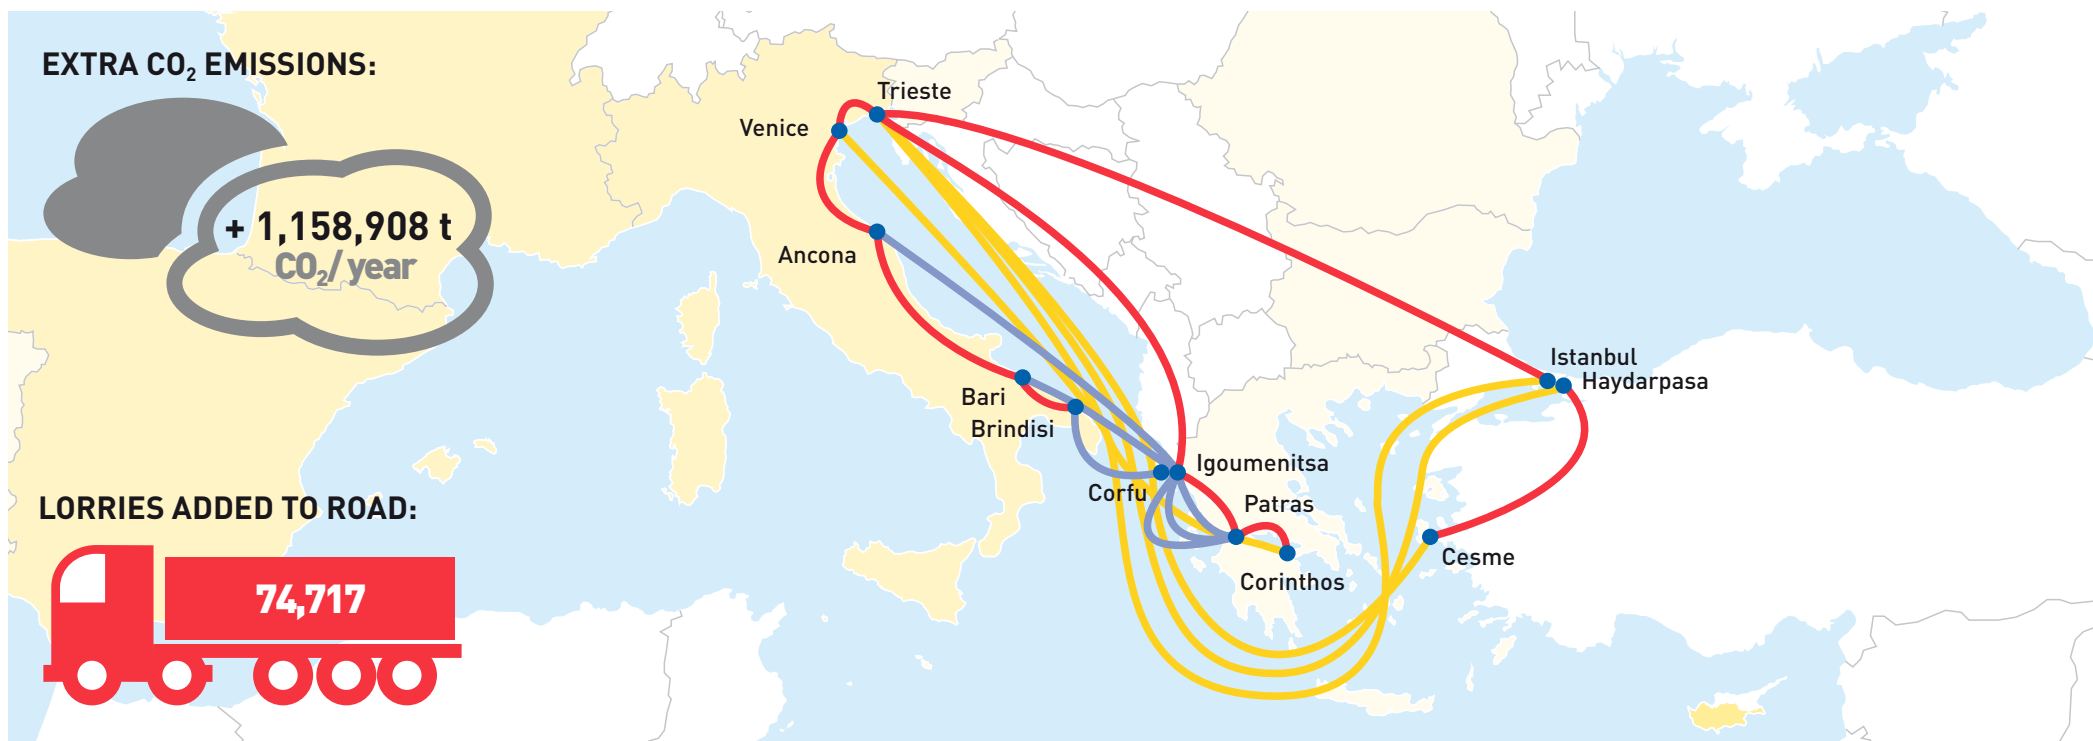 EXTRA CO₂ EMISSIONS:
+ 1,158,908 t
CO₂/ year
LORRIES ADDED TO ROAD:
74,717
Trieste
Venice
Ancona
Bari
Brindisi
Istanbul
Haydarpasa
Igoumenitsa
Corfu
Patras
Cesme
Corinthos